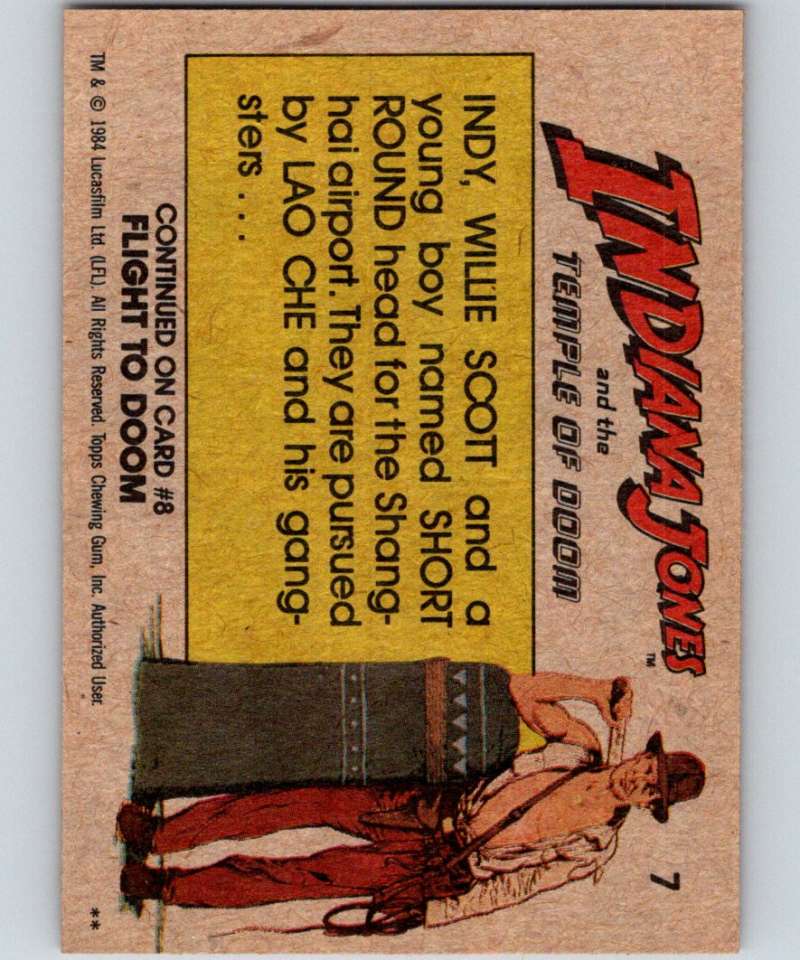 INDIANA JONES™
and the
TEMPLE OF DOOM
7
INDY, WILLIE SCOTT and a
young boy named SHORT
ROUND head for the Shang-
hai airport. They are pursued
by LAO CHE and his gang-
sters . . .
CONTINUED ON CARD #8
FLIGHT TO DOOM
TM & © 1984 Lucasfilm Ltd. (LFL). All Rights Reserved. Topps Chewing Gum, Inc. Authorized User. **